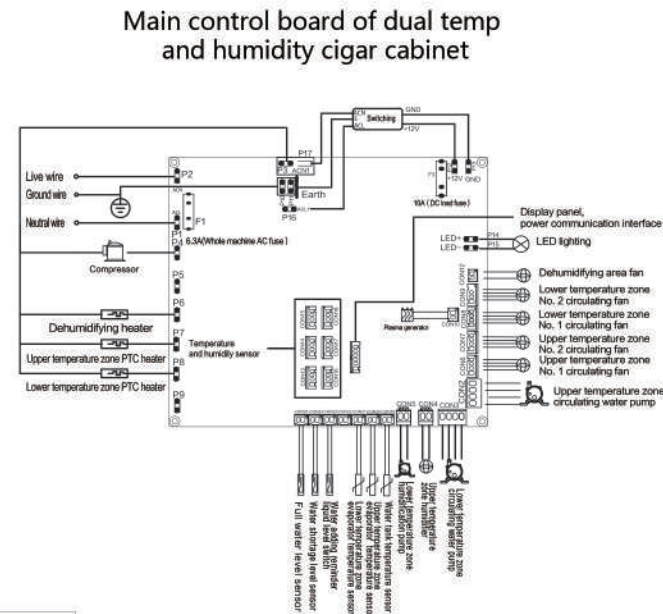 Main control board of dual temp
and humidity cigar cabinet
Switching
GND
+12V
P17
P3
ACN1
Earth
P16
F2
+12V
GND
10A ( DC load fuse )
Live wire
P2
Ground wire
Neutral wire
F1
P1
P4
6.3A(Whole machine AC fuse )
Compressor
P5
P6
Dehumidifying heater
P7
Upper temperature zone PTC heater
P8
Lower temperature zone PTC heater
P9
Temperature
and humidity sensor
Plasma generator
Display panel,
power communication interface
LED+
P14
LED-
P15
LED lighting
Dehumidifying area fan
Lower temperature zone
No. 2 circulating fan
Lower temperature zone
No. 1 circulating fan
Upper temperature zone
No. 2 circulating fan
Upper temperature zone
No. 1 circulating fan
Upper temperature zone
circulating water pump
CON5
CON4
CON3
Full water level sensor
Water shortage level sensor
Water adding reminder
liquid level switch
Lower temperature zone
evaporator temperature sensor
Upper temperature zone
evaporator temperature sensor
Water tank temperature sensor
Lower temperature zone
humidification pump
Upper temperature
zone humidifier
Lower temperature zone
circulating water pump